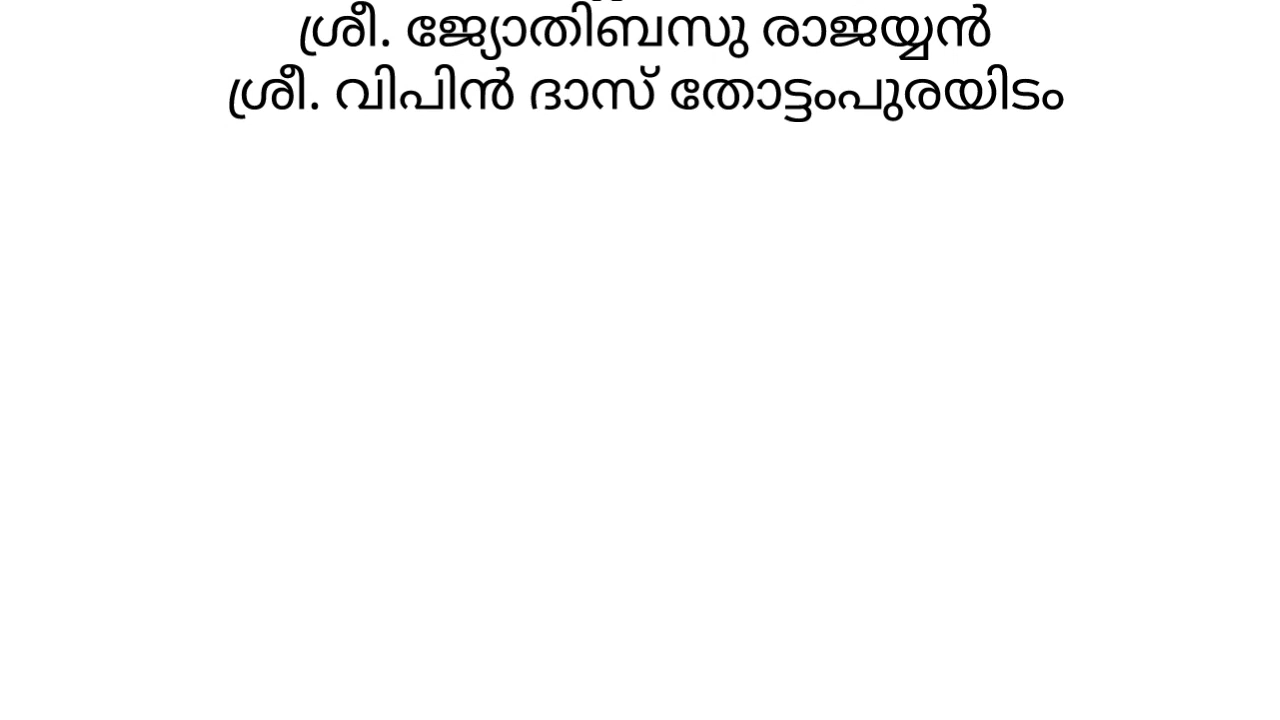 ശ്രീ. ജ്യോതിബസു രാജയ്യൻ
ശ്രീ. വിപിൻ ദാസ് തോട്ടംപുരയിടം